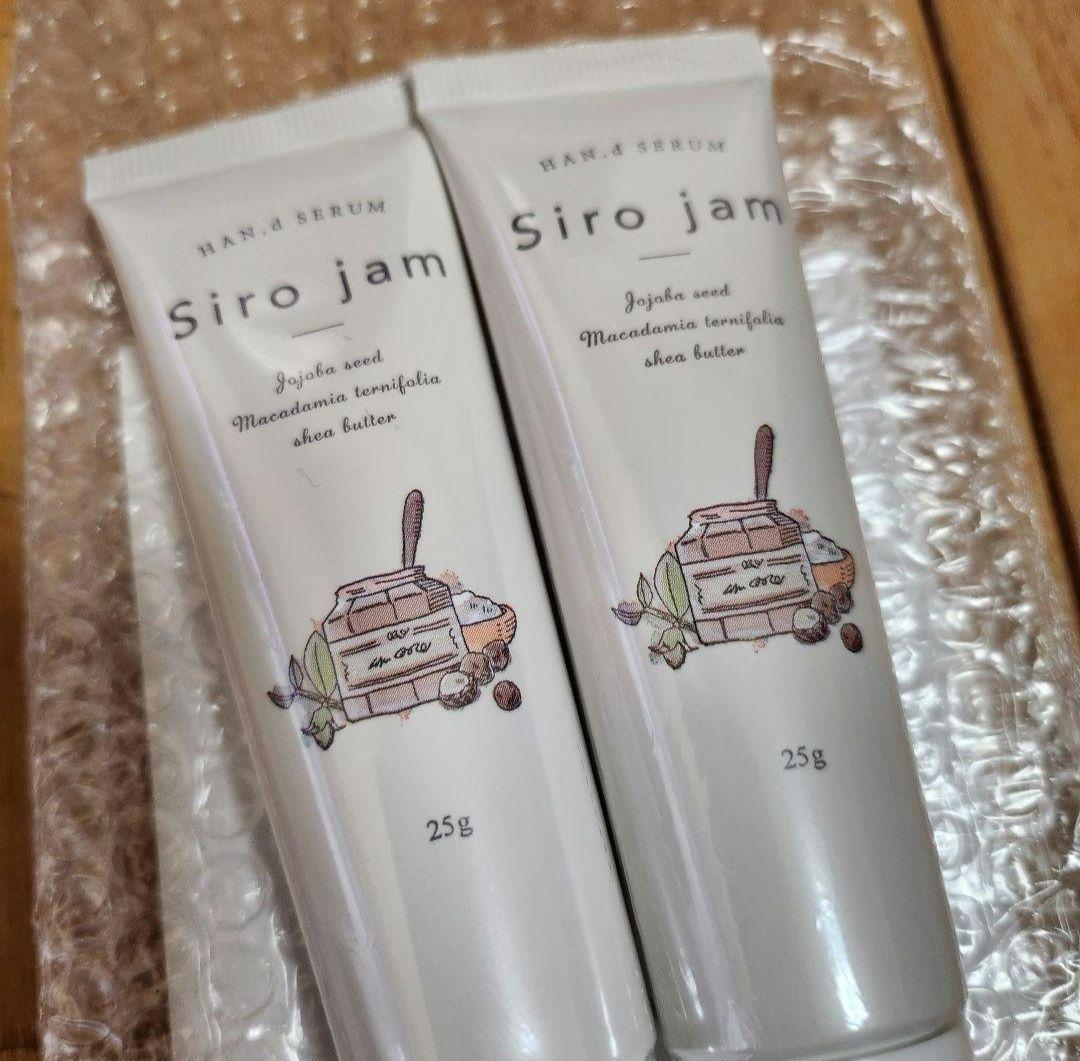 HAN.d SERUM
Siro jam
Jojoba seed
Macadamia ternifolia
shea butter
25g
HAN.d SERUM
Siro jam
Jojoba seed
Macadamia ternifolia
shea butter
25g